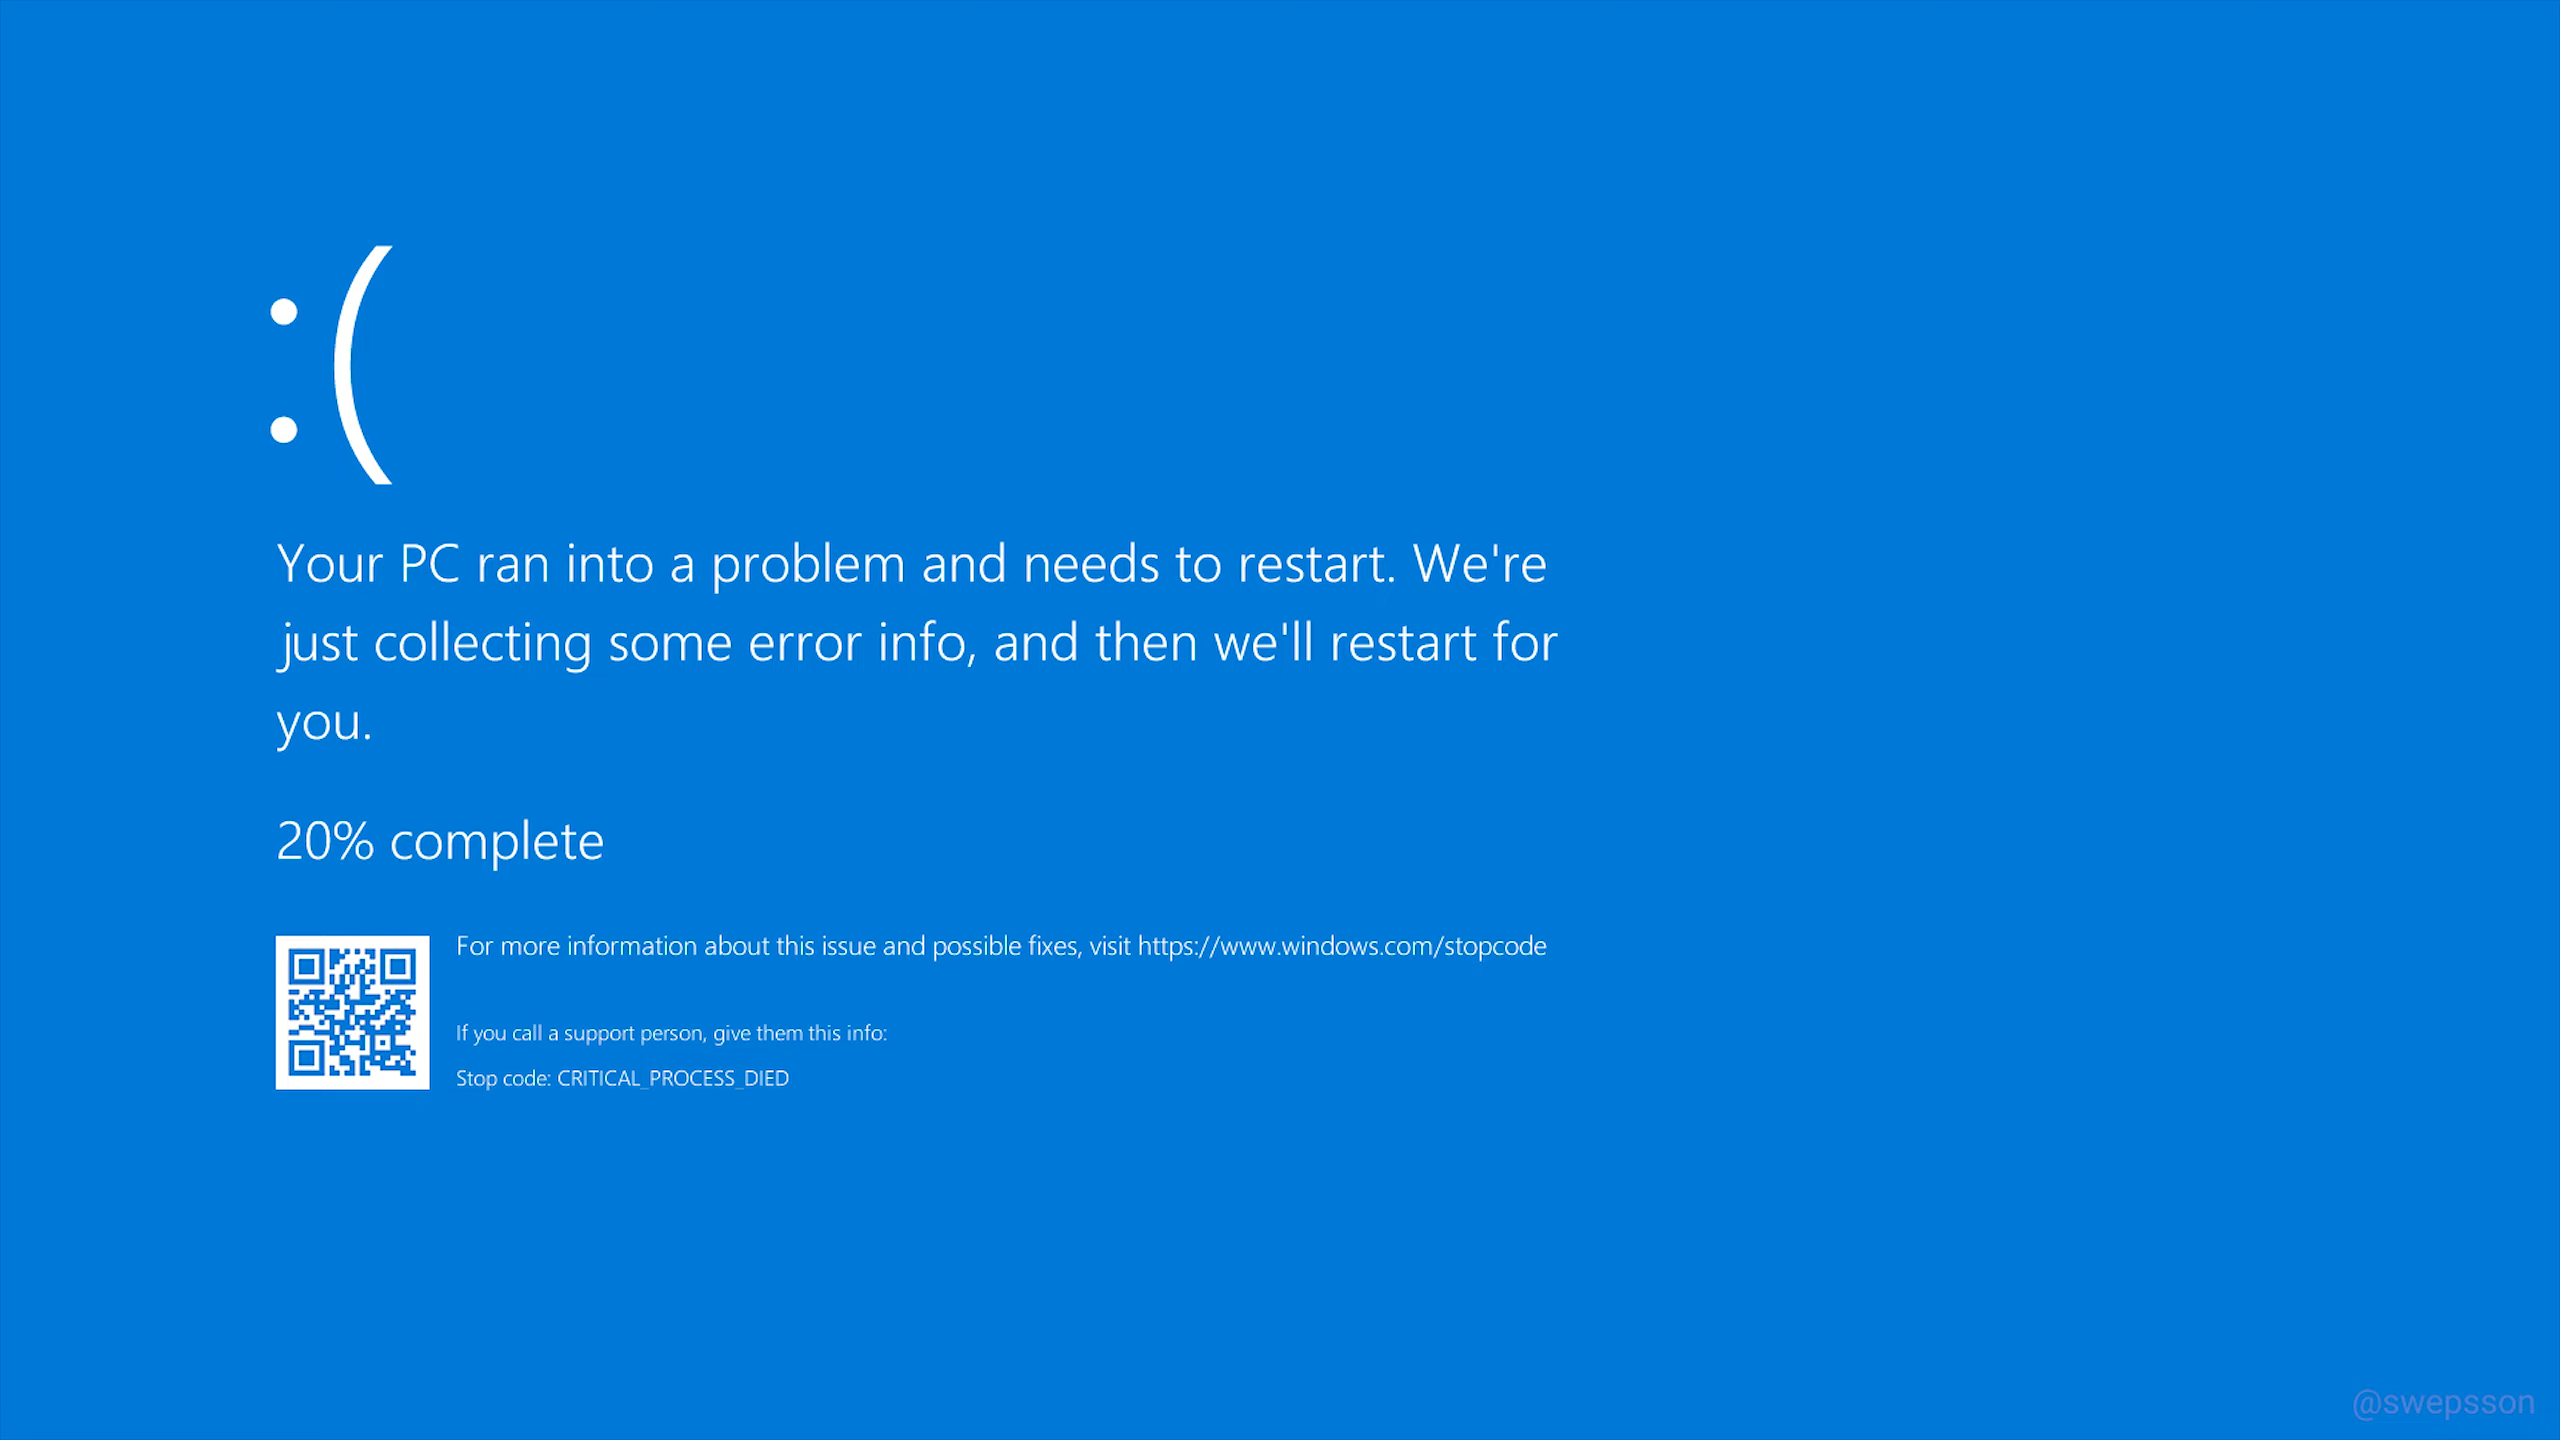 :(
Your PC ran into a problem and needs to restart. We're
just collecting some error info, and then we'll restart for
you.
20% complete
For more information about this issue and possible fixes, visit https://www.windows.com/stopcode
If you call a support person, give them this info:
Stop code: CRITICAL_PROCESS_DIED
@swepsson